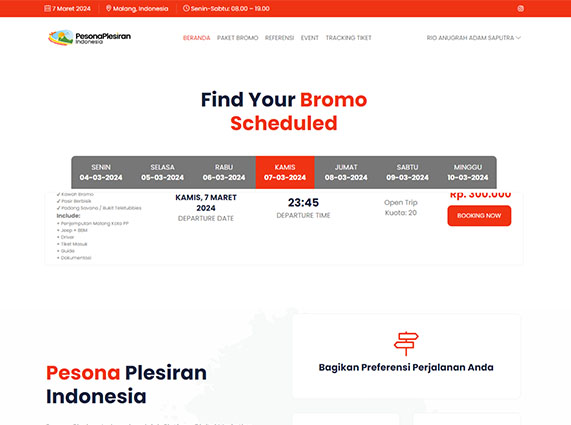 7 Maret 2024
Malang, Indonesia
Senin-Sabtu: 08.00 – 19.00
PesonaPlesiran
Indonesia
BERANDA PAKET BROMO REFERENSI EVENT TRACKING TIKET
RIO ANUGRAH ADAM SAPUTRA
Find Your Bromo
Scheduled
SENIN SELASA RABU KAMIS JUMAT SABTU MINGGU
04-03-2024 05-03-2024 06-03-2024 07-03-2024 08-03-2024 09-03-2024 10-03-2024
✓ Kawah Bromo
✓ Pasir Berbisik
✓ Padang Savana / Bukit Teletubbies
Include:
+ Penjemputan Malang Kota PP
+ Jeep + BBM
+ Driver
+ Tiket Masuk
+ Guide
+ Dokumentasi
KAMIS, 7 MARET
2024
DEPARTURE DATE
23:45
DEPARTURE TIME
Open Trip
Kuota: 20
Rp. 300.000
BOOKING NOW
Pesona Plesiran
Indonesia
Bagikan Preferensi Perjalanan Anda